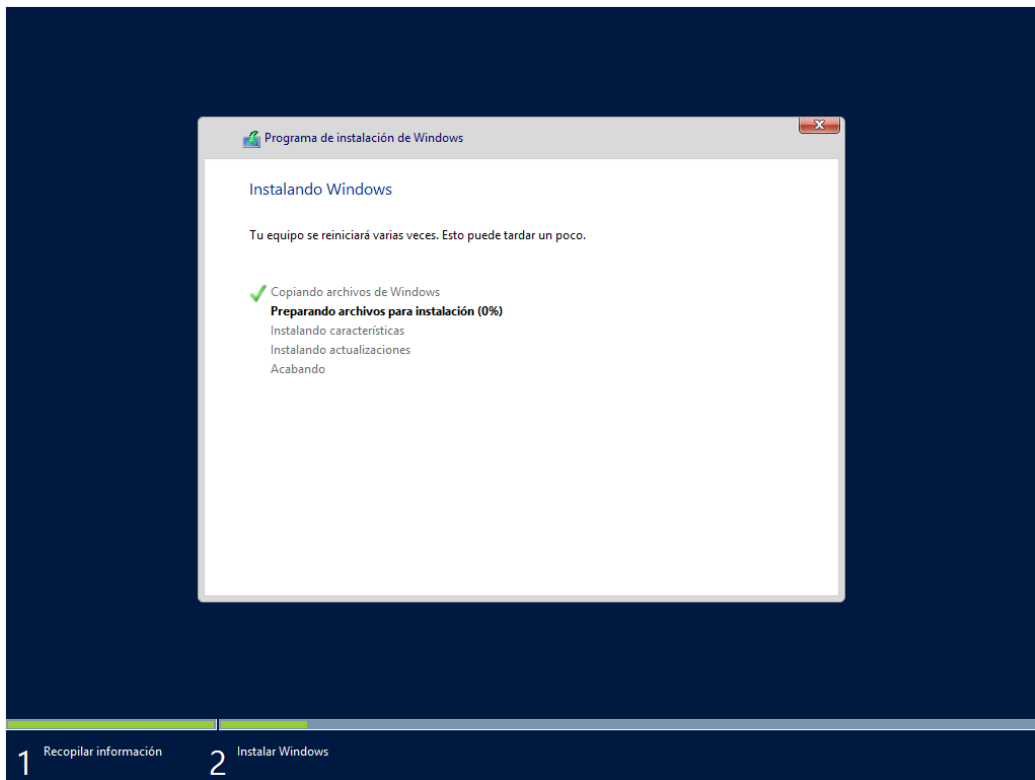 Programa de instalación de Windows
Instalando Windows
Tu equipo se reiniciará varias veces. Esto puede tardar un poco.
Copiando archivos de Windows
Preparando archivos para instalación (0%)
Instalando características
Instalando actualizaciones
Acabando
1 Recopilar información
2 Instalar Windows